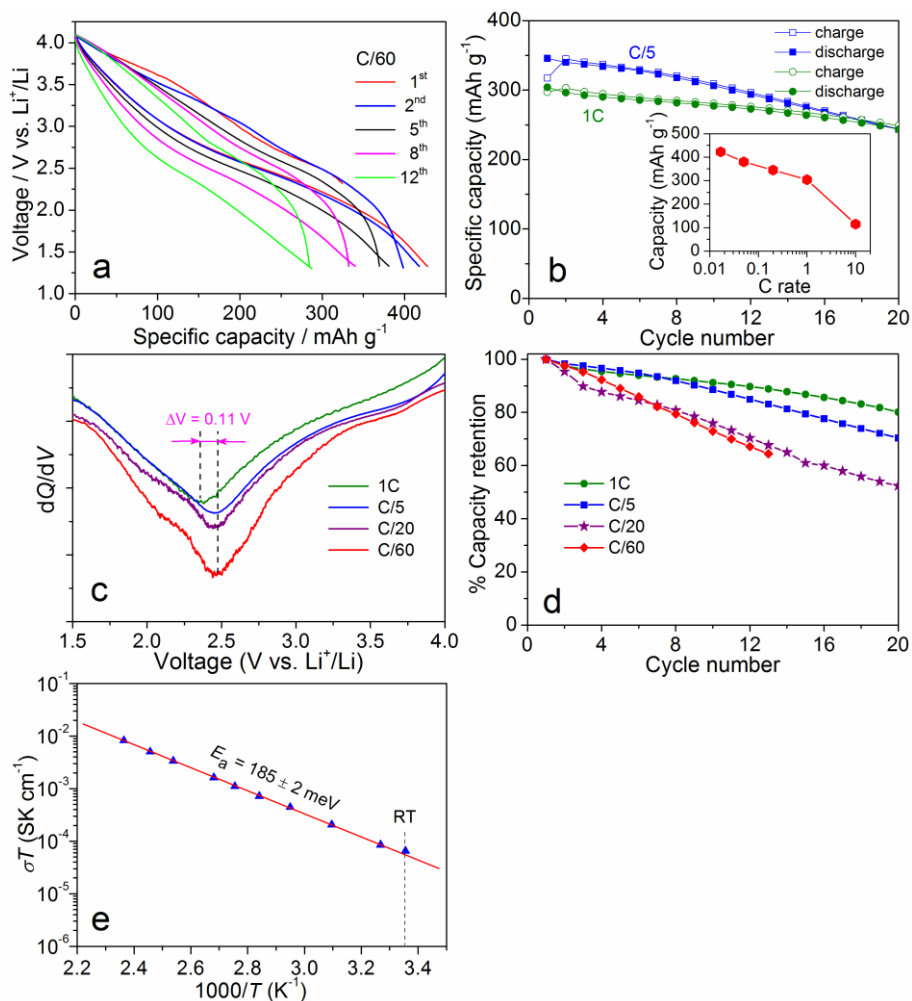 4.0
3.5
3.0
2.5
2.0
1.5
1.0
Voltage / V vs. Li⁺/Li
C/60
1ˢᵗ
2ⁿᵈ
5ᵗʰ
8ᵗʰ
12ᵗʰ
a
0 100 200 300 400
Specific capacity / mAh g⁻¹
400
300
200
100
0
Specific capacity (mAh g⁻¹)
C/5
1C
charge
discharge
charge
discharge
500
400
300
200
100
0
Capacity (mAh g⁻¹)
0.01 0.1 1 10
C rate
b
0 4 8 12 16 20
Cycle number
dQ/dV
ΔV = 0.11 V
1C
C/5
C/20
C/60
c
1.5 2.0 2.5 3.0 3.5 4.0
Voltage (V vs. Li⁺/Li)
100
80
60
40
20
0
% Capacity retention
1C
C/5
C/20
C/60
d
0 4 8 12 16 20
Cycle number
10⁻¹
10⁻²
10⁻³
10⁻⁴
10⁻⁵
10⁻⁶
σT (SK cm⁻¹)
Eₐ = 185 ± 2 meV
RT
e
2.2 2.4 2.6 2.8 3.0 3.2 3.4
1000/T (K⁻¹)